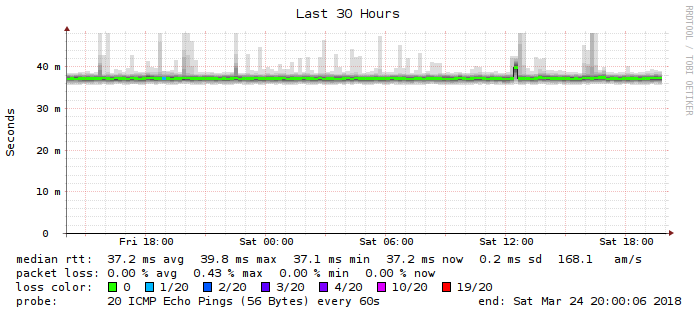 Last 30 Hours
RRDTOOL / TOBI OETIKER
Seconds
40 m
30 m
20 m
10 m
0
Fri 18:00 Sat 00:00 Sat 06:00 Sat 12:00 Sat 18:00
median rtt: 37.2 ms avg 39.8 ms max 37.1 ms min 37.2 ms now 0.2 ms sd 168.1 am/s
packet loss: 0.00 % avg 0.43 % max 0.00 % min 0.00 % now
loss color: 0 1/20 2/20 3/20 4/20 10/20 19/20
probe: 20 ICMP Echo Pings (56 Bytes) every 60s end: Sat Mar 24 20:00:06 2018